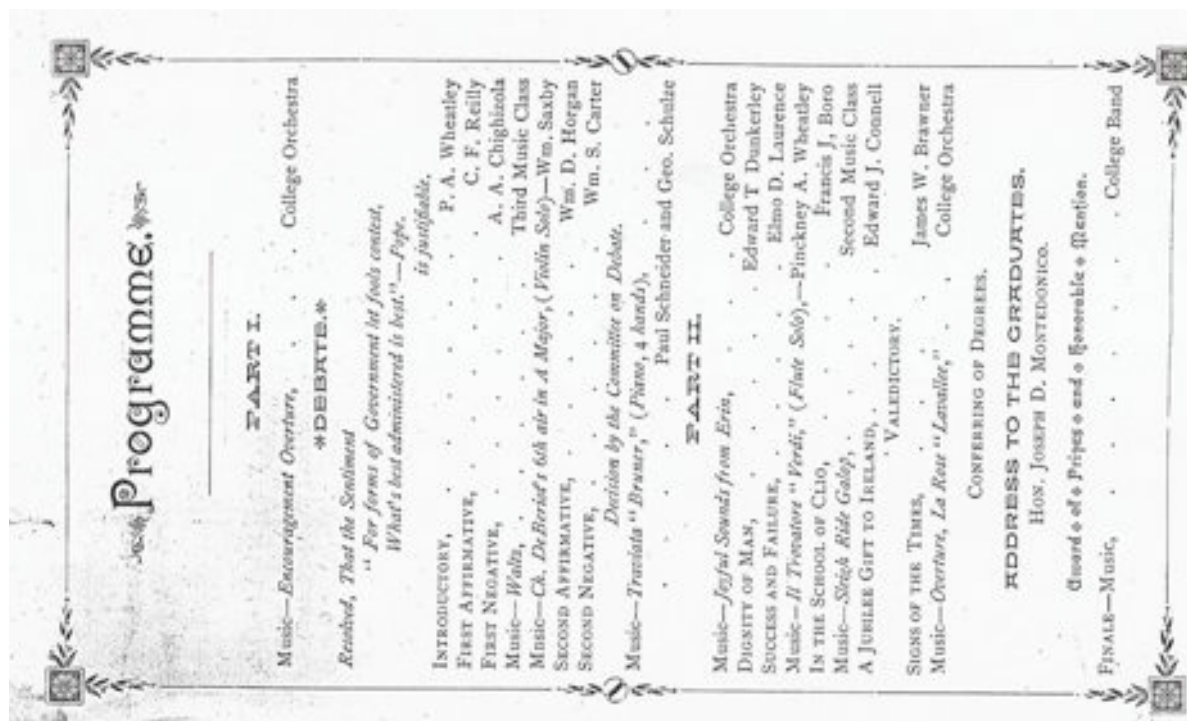 Programme.
PART I.
Music—Encouragement Overture, . . . College Orchestra
*DEBATE.*
Resolved, That the Sentiment
"For forms of Government let fools contest,
What's best administered is best."—Pope.
is justifiable.
INTRODUCTORY, . . . . . . P. A. Wheatley
FIRST AFFIRMATIVE, . . . . . . C. F. Reilly
FIRST NEGATIVE, . . . . . . A. A. Chighizola
Music—Waltz, . . . . . . Third Music Class
Mnsic—Ch. DeBeriot's 6th air in A Major, (Violin Solo)—Wm. Saxby
SECOND AFFIRMATIVE, . . . . . Wm. D. Horgan
SECOND NEGATIVE, . . . . . Wm. S. Carter
Decision by the Committee on Debate.
Music—Traviata "Bruner," (Piano, 4 hands),
. . . . . Paul Schneider and Geo. Schulze
PART II.
Music—Joyful Sounds from Erin, . . . College Orchestra
DIGNITY OF MAN, . . . . . Edward T Dunkerley
SUCCESS AND FAILURE, . . . . . Elmo D. Laurence
Music—Il Trovatore "Verdi," (Flute Solo),—Pinckney A. Wheatley
IN THE SCHOOL OF CLIO, . . . . . Francis J, Boro
Music—Sleigh Ride Galop, . . . . . Second Music Class
A JUBILEE GIFT TO IRELAND, . . . . Edward J. Connell
VALEDICTORY.
SIGNS OF THE TIMES, . . . . . James W. Brawner
Music—Overture, La Rose "Lavallee," . . College Orchestra
CONFERRING OF DEGREES.
ADDRESS TO THE GRADUATES.
HON. JOSEPH D. MONTEDONICO.
Award of Prizes and Honorable Mention.
FINALE—Music, . . . . . College Band